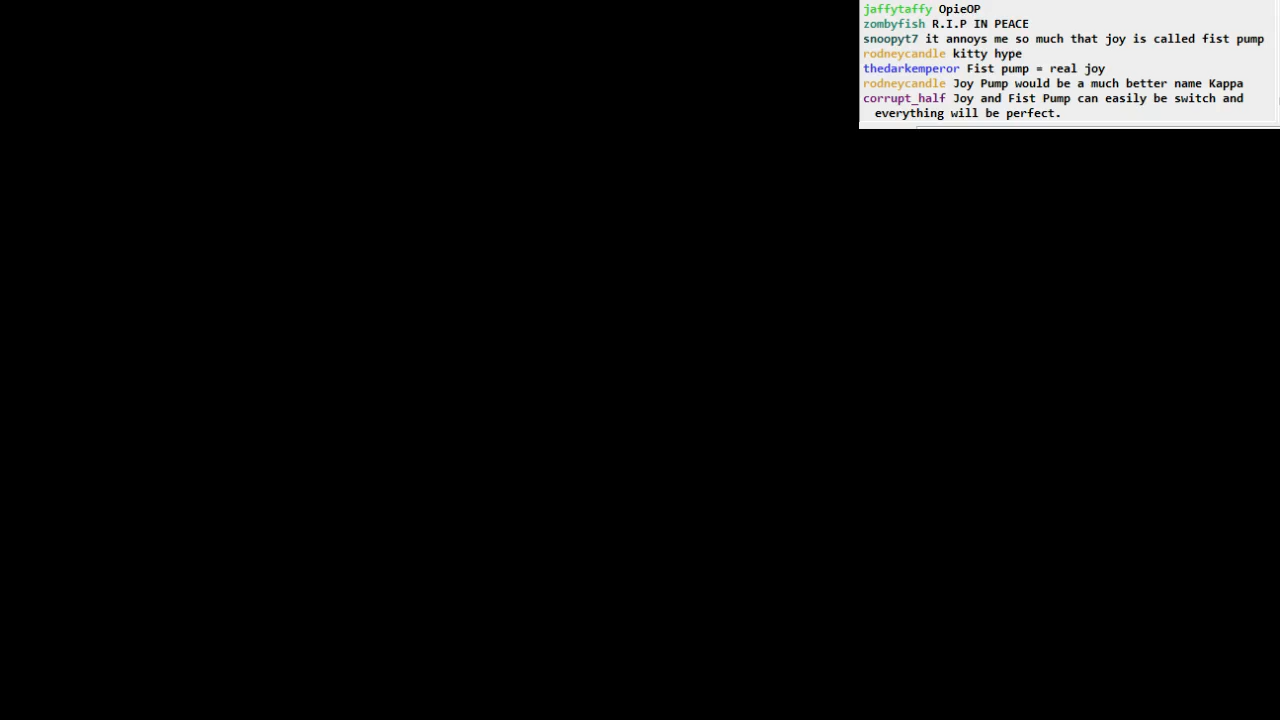 jaffytaffy OpieOP
zombyfish R.I.P IN PEACE
snoopyt7 it annoys me so much that joy is called fist pump
rodneycandle kitty hype
thedarkemperor Fist pump = real joy
rodneycandle Joy Pump would be a much better name Kappa
corrupt_half Joy and Fist Pump can easily be switch and
everything will be perfect.